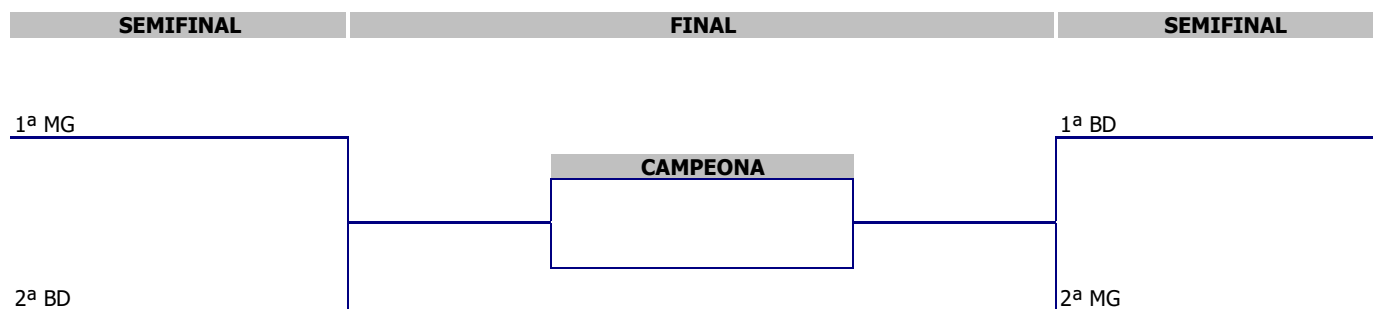 SEMIFINAL FINAL SEMIFINAL
1ª MG 1ª BD
CAMPEONA
2ª BD 2ª MG